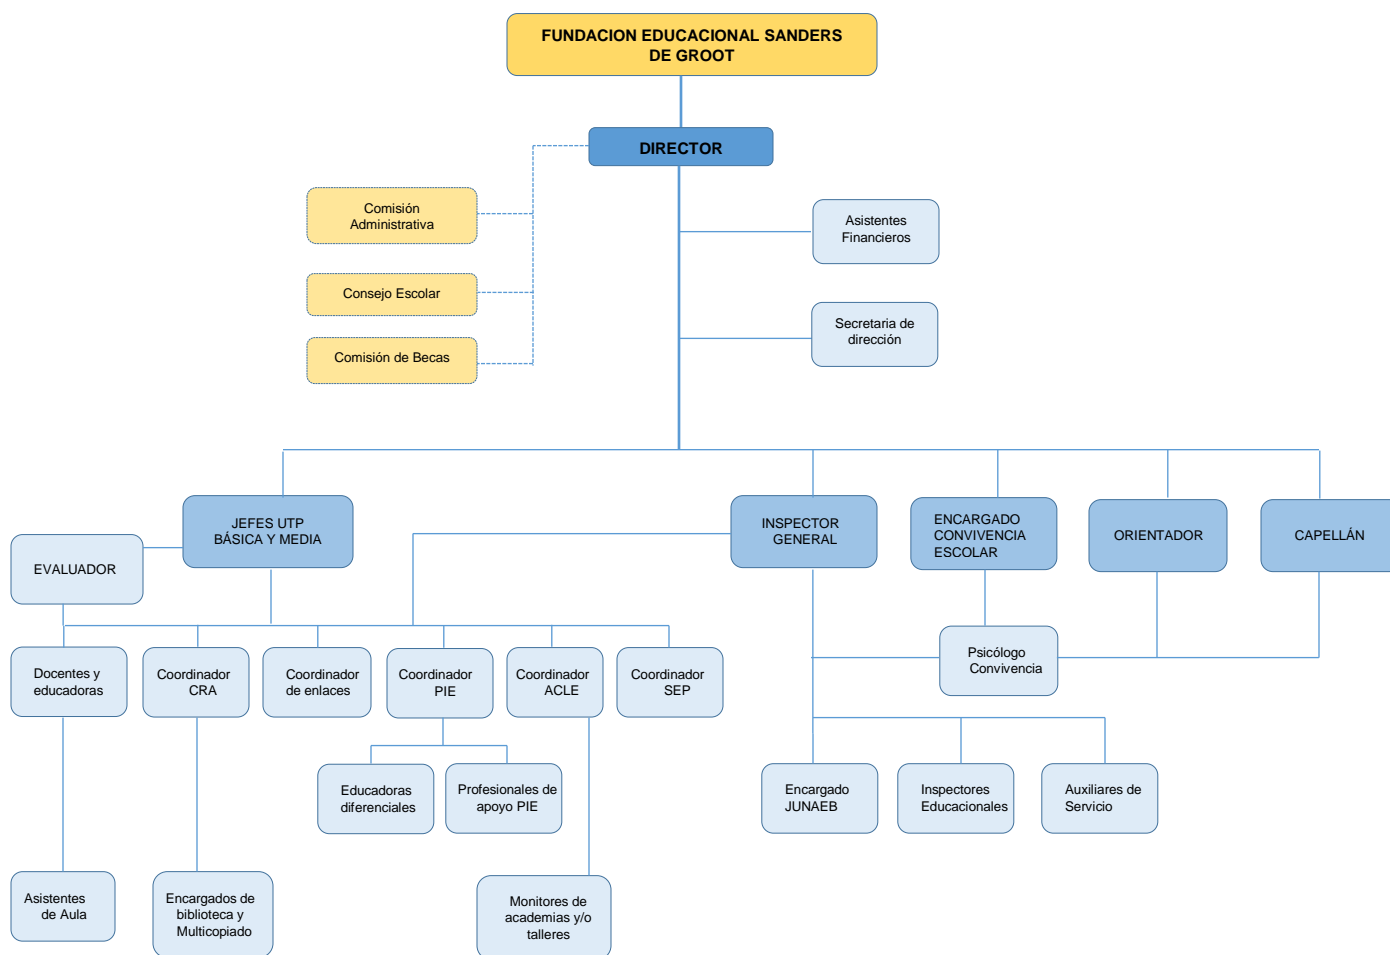 FUNDACION EDUCACIONAL SANDERS
DE GROOT
DIRECTOR
Comisión
Administrativa
Asistentes
Financieros
Consejo Escolar
Secretaria de
dirección
Comisión de Becas
JEFES UTP
BÁSICA Y MEDIA
INSPECTOR
GENERAL
ENCARGADO
CONVIVENCIA
ESCOLAR
ORIENTADOR
CAPELLÁN
EVALUADOR
Docentes y
educadoras
Coordinador
CRA
Coordinador
de enlaces
Coordinador
PIE
Coordinador
ACLE
Coordinador
SEP
Psicólogo
Convivencia
Educadoras
diferenciales
Profesionales de
apoyo PIE
Encargado
JUNAEB
Inspectores
Educacionales
Auxiliares de
Servicio
Asistentes
de Aula
Encargados de
biblioteca y
Multicopiado
Monitores de
academias y/o
talleres